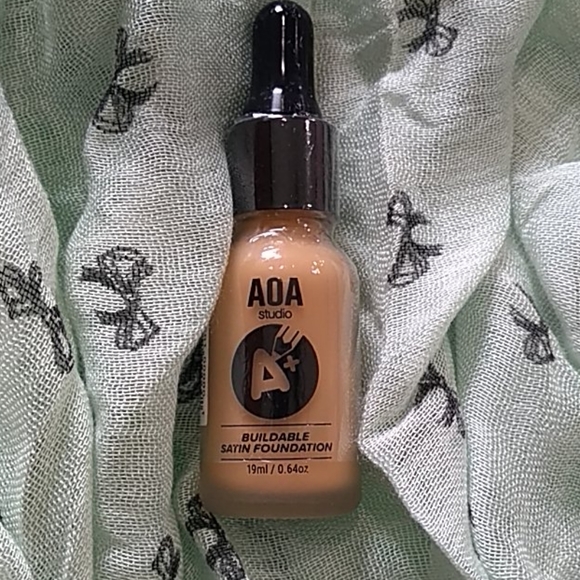 AOA
studio
A+
BUILDABLE
SATIN FOUNDATION
19ml / 0.64oz